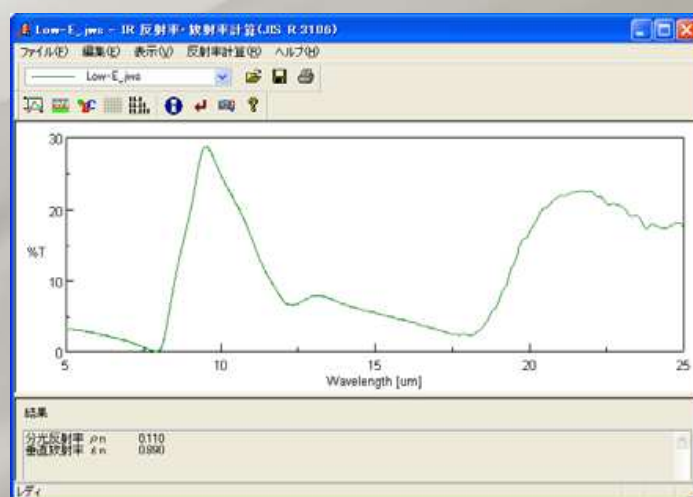 Low-E_jws - IR 反射率・放射率計算(JIS R 3106)
ファイル(F) 編集(E) 表示(V) 反射率計算(R) ヘルプ(H)
Low-E_jws
30
20
%T
10
0
5 10 15 20 25
Wavelength [um]
結果
分光反射率 ρn 0.110
垂直放射率 εn 0.890
レディ